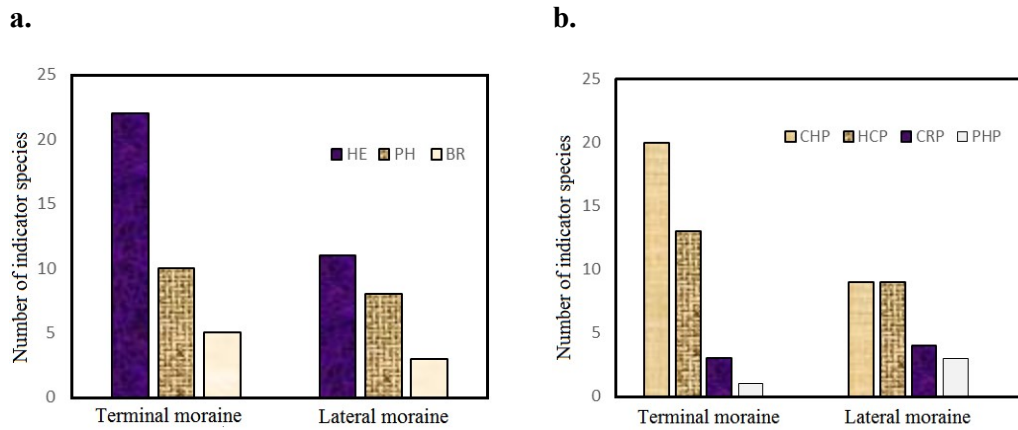 a.
Number of indicator species
25
20
15
10
5
0
HE PH BR
Terminal moraine Lateral moraine
b.
Number of indicator species
25
20
15
10
5
0
CHP HCP CRP PHP
Terminal moraine Lateral moraine